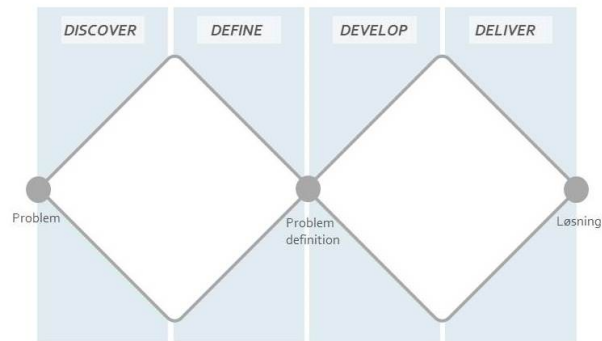 DISCOVER
DEFINE
DEVELOP
DELIVER
Problem
Problem
definition
Løsning